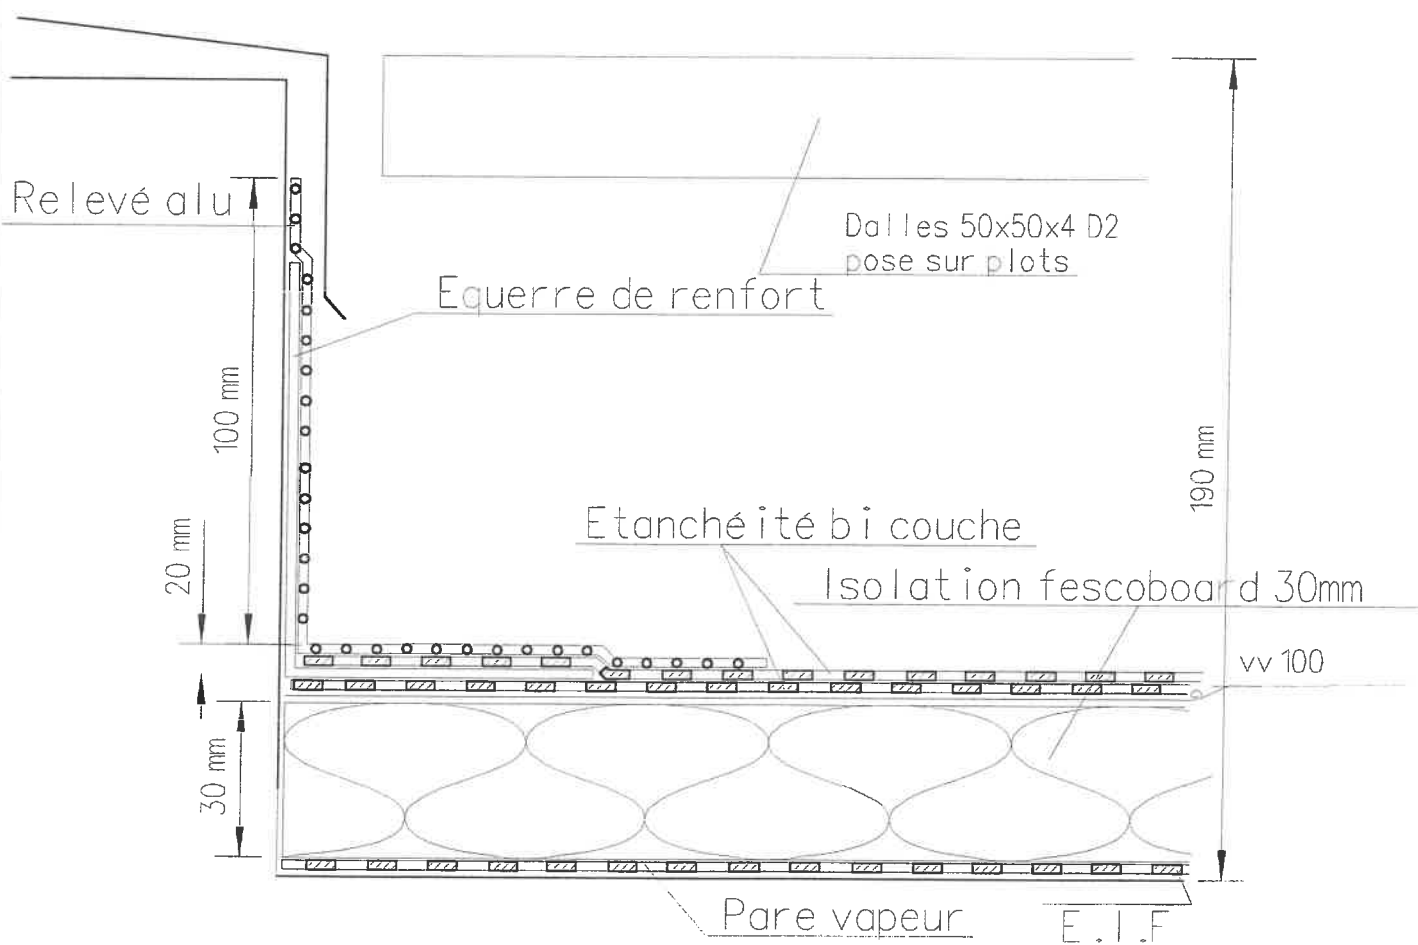 Relevé alu
Dalles 50x50x4 D2
pose sur plots
Equerre de renfort
100 mm
190 mm
20 mm
Etanchéité bi couche
Isolation fescoboard 30mm
vv 100
30 mm
Pare vapeur
E.I.F